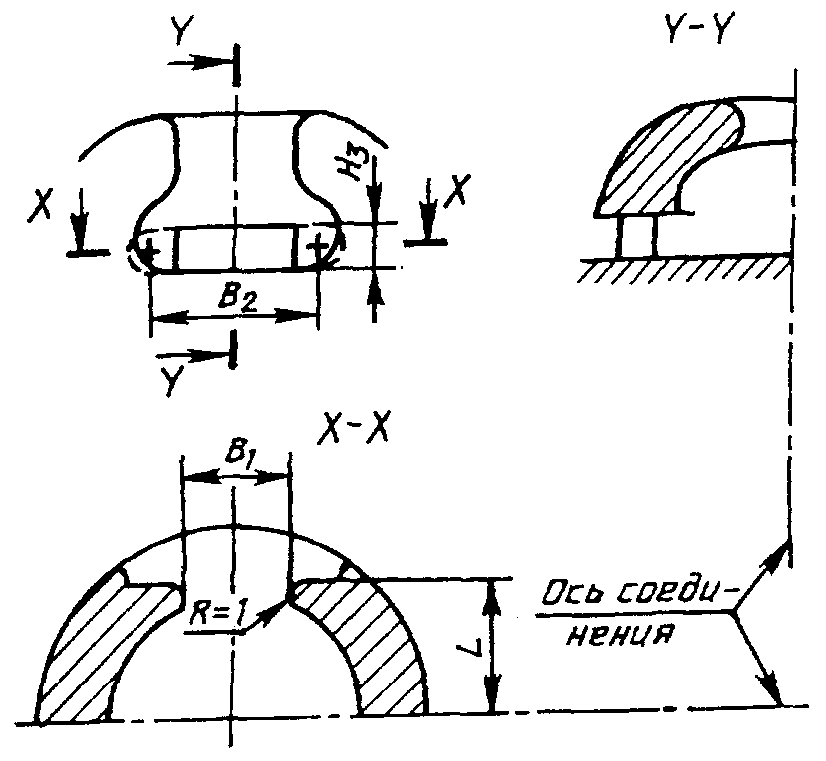 Y
Y-Y
H₃
X
X
B₂
Y
X-X
B₁
R=1
L
Ось соеди-
нения